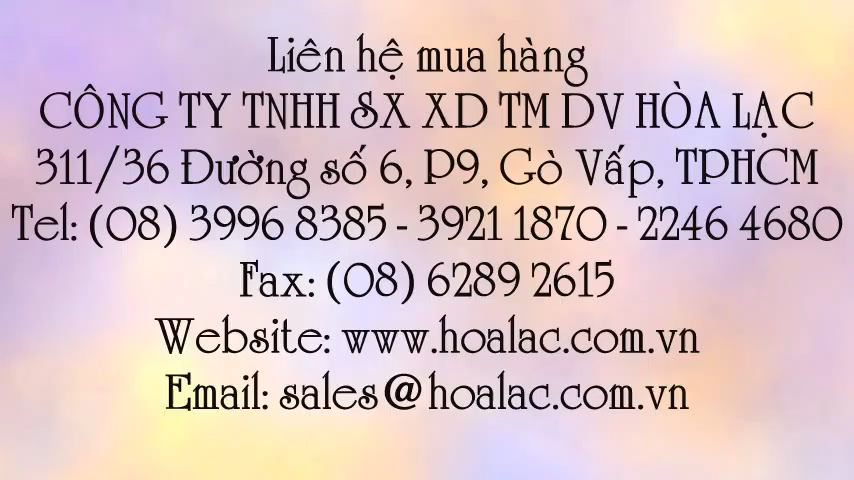 Liên hệ mua hàng
CÔNG TY TNHH SX XD TM DV HÒA LẠC
311/36 Đường số 6, P9, Gò Vấp, TPHCM
Tel: (08) 3996 8385 - 3921 1870 - 2246 4680
Fax: (08) 6289 2615
Website: www.hoalac.com.vn
Email: sales@hoalac.com.vn